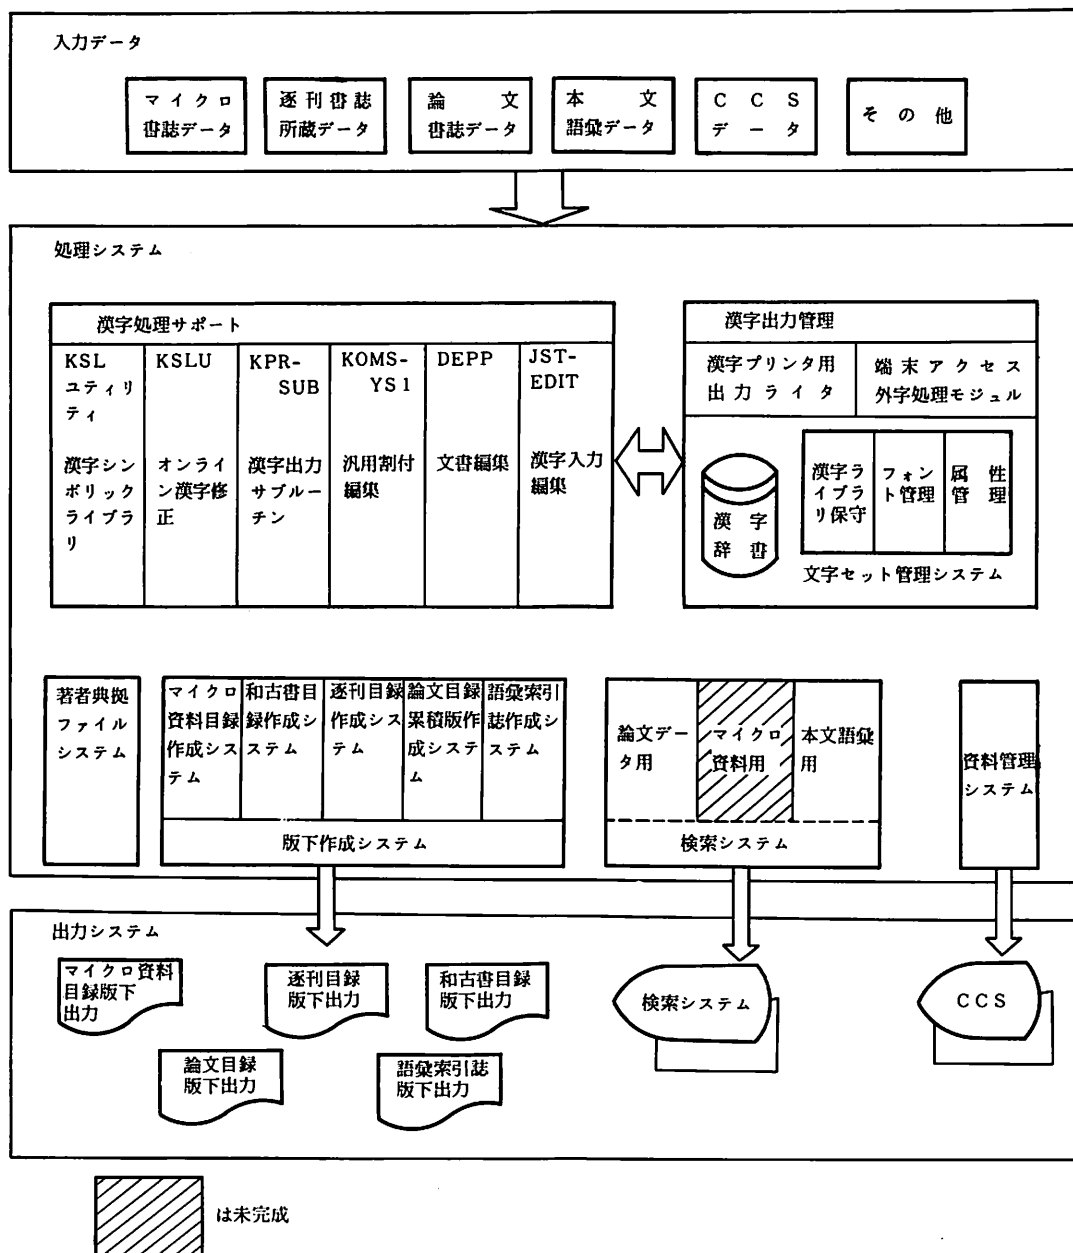 入力データ
マイクロ
書誌データ
逐刊書誌
所蔵データ
論文
書誌データ
本文
語彙データ
CCS
データ
その他
処理システム
漢字処理サポート
KSL
ユティリ
ティ
漢字シン
ボリック
ライブラ
リ
KSLU
オンライ
ン漢字修
正
KPR-
SUB
漢字出力
サブルー
チン
KOMS-
YS1
汎用割付
編集
DEPP
文書編集
JST-
EDIT
漢字入力
編集
漢字出力管理
漢字プリンタ用
出力ライタ
端末アクセス
外字処理モジュル
漢字
辞書
漢字ラ
イブラ
リ保守
フォン
ト管理
属性
管理
文字セット管理システム
著者典拠
ファイル
システム
マイクロ
資料目録
作成シス
テム
和古書目
録作成シ
ステム
逐刊目録
作成シス
テム
論文目録
累積版作
成システ
ム
語彙索引
誌作成シ
ステム
版下作成システム
論文デー
タ用
マイクロ
資料用
本文語彙
用
検索システム
資料管理
システム
出力システム
マイクロ資料
目録版下
出力
逐刊目録
版下出力
和古書目録
版下出力
論文目録
版下出力
語彙索引誌
版下出力
検索システム
CCS
は未完成